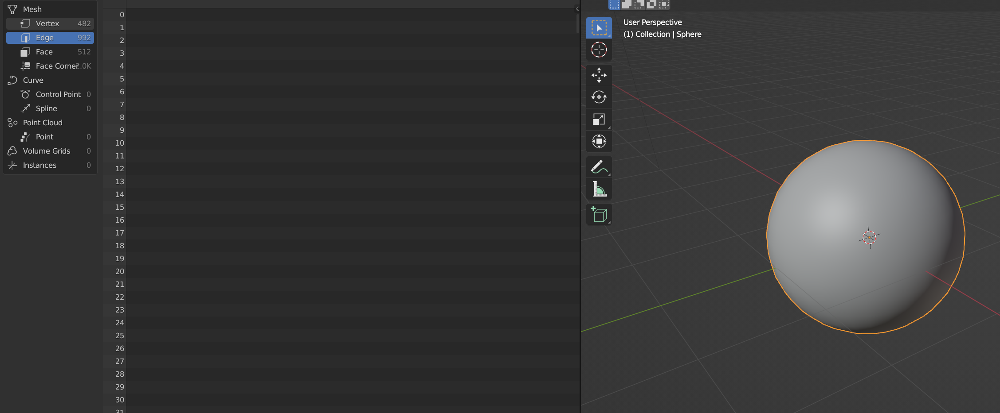 Mesh
Vertex 482
Edge 992
Face 512
Face Corner 2.0K
Curve
Control Point 0
Spline 0
Point Cloud
Point 0
Volume Grids 0
Instances 0
0
1
2
3
4
5
6
7
8
9
10
11
12
13
14
15
16
17
18
19
20
21
22
23
24
25
26
27
28
29
30
31
User Perspective
(1) Collection | Sphere